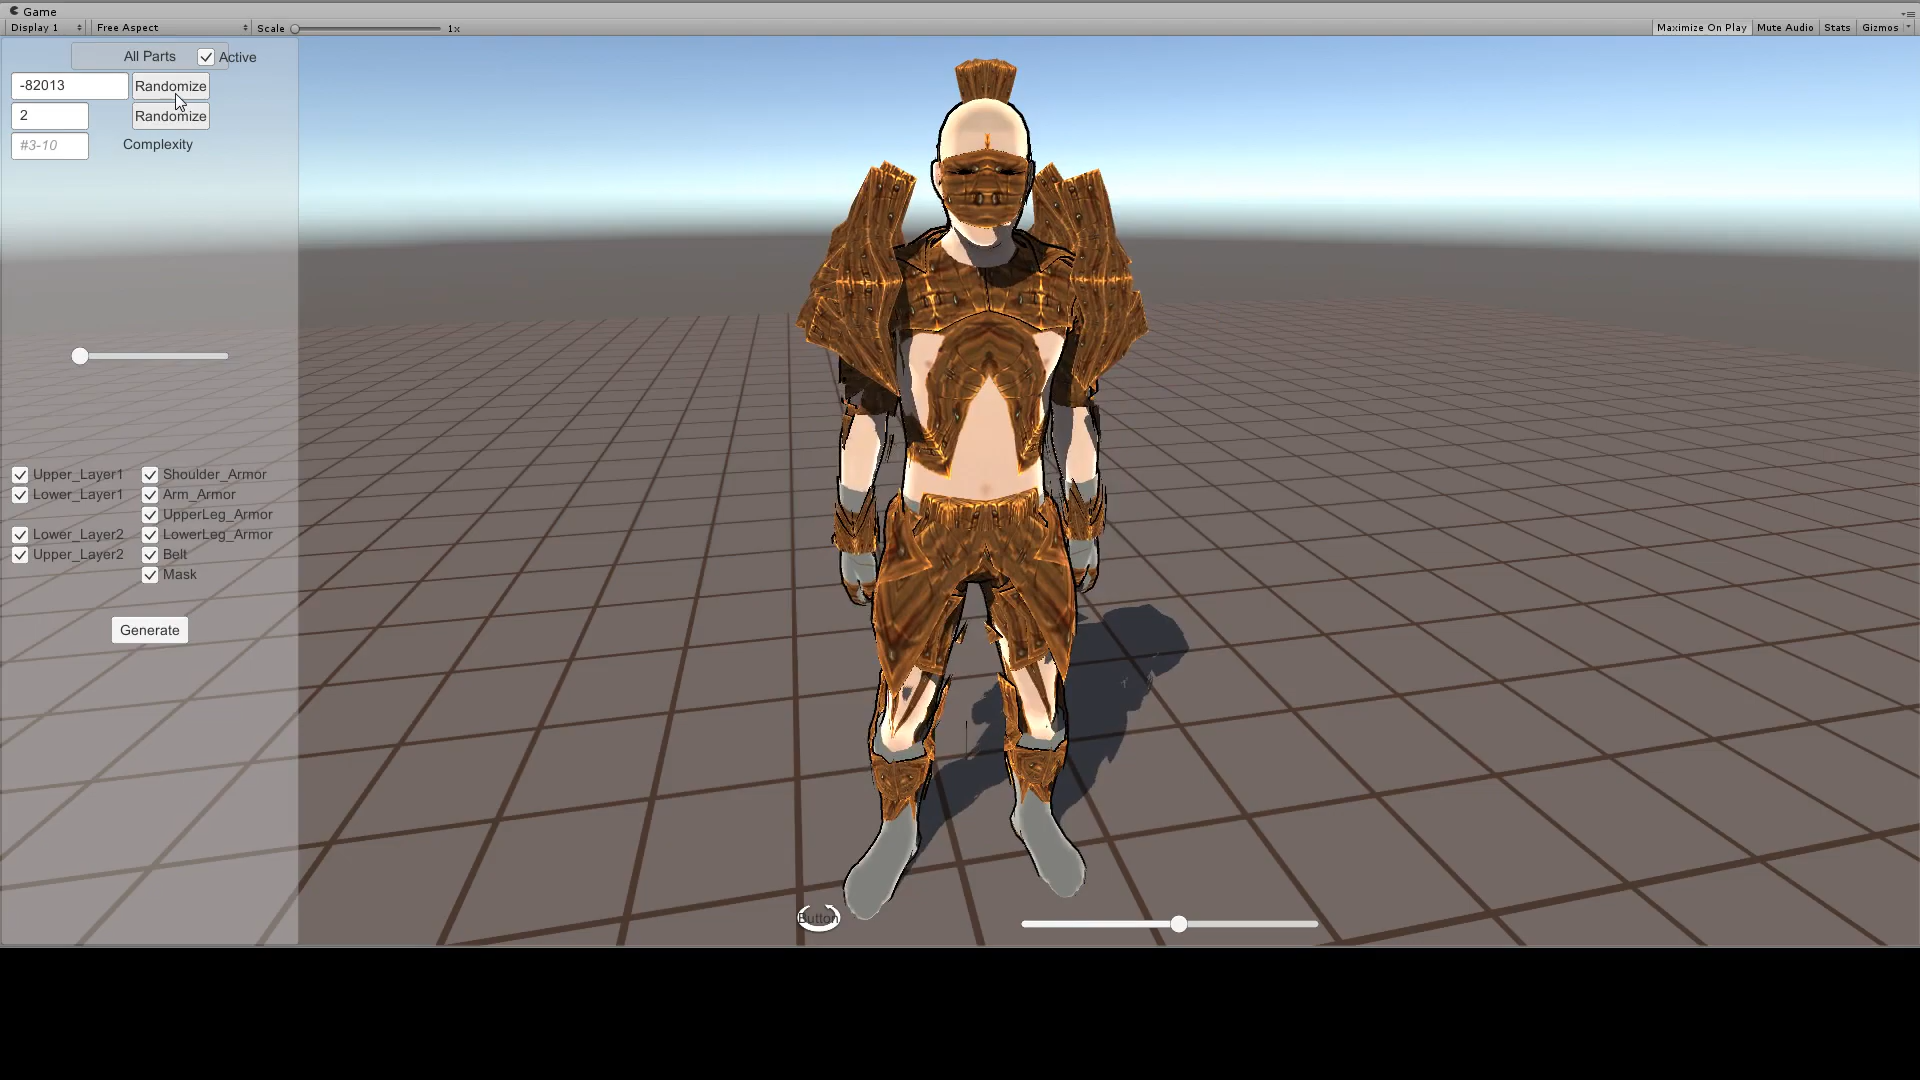 Game
Display 1 Free Aspect Scale 1x Maximize On Play Mute Audio Stats Gizmos
All Parts Active
-82013 Randomize
2 Randomize
#3-10 Complexity
Upper_Layer1 Shoulder_Armor
Lower_Layer1 Arm_Armor
UpperLeg_Armor
Lower_Layer2 LowerLeg_Armor
Upper_Layer2 Belt
Mask
Generate
Button